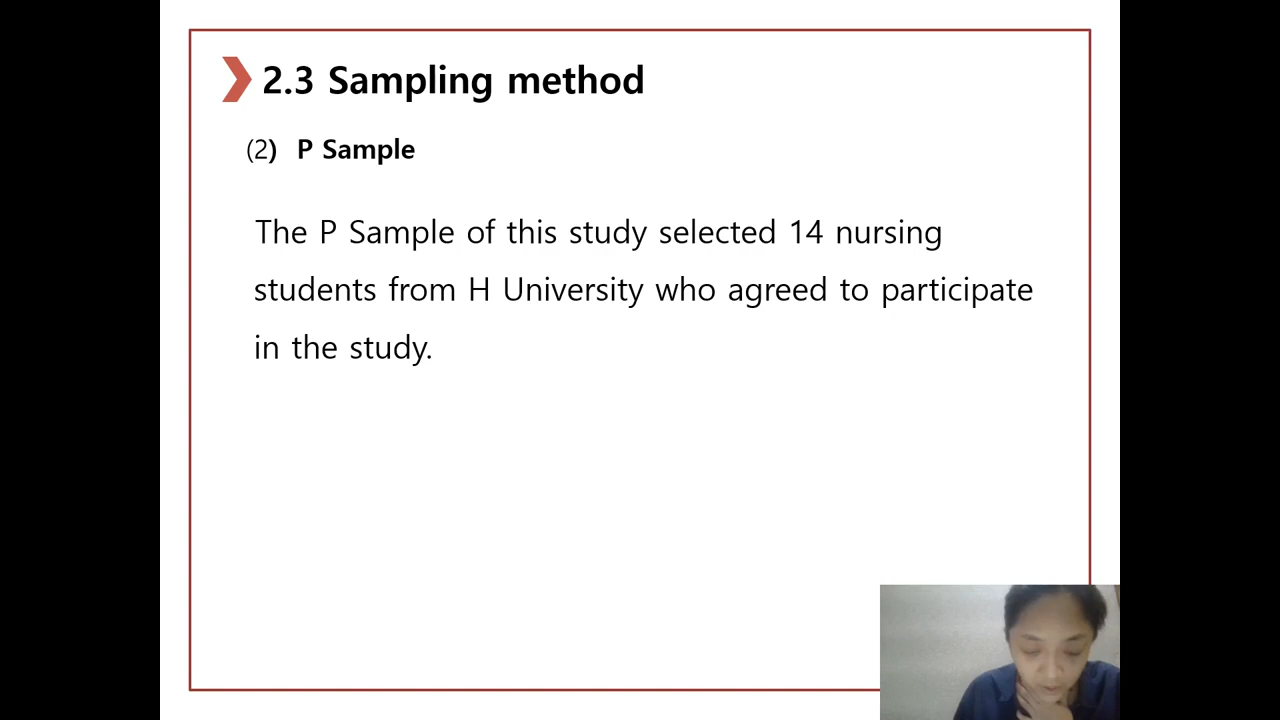 2.3 Sampling method
(2) P Sample
The P Sample of this study selected 14 nursing
students from H University who agreed to participate
in the study.